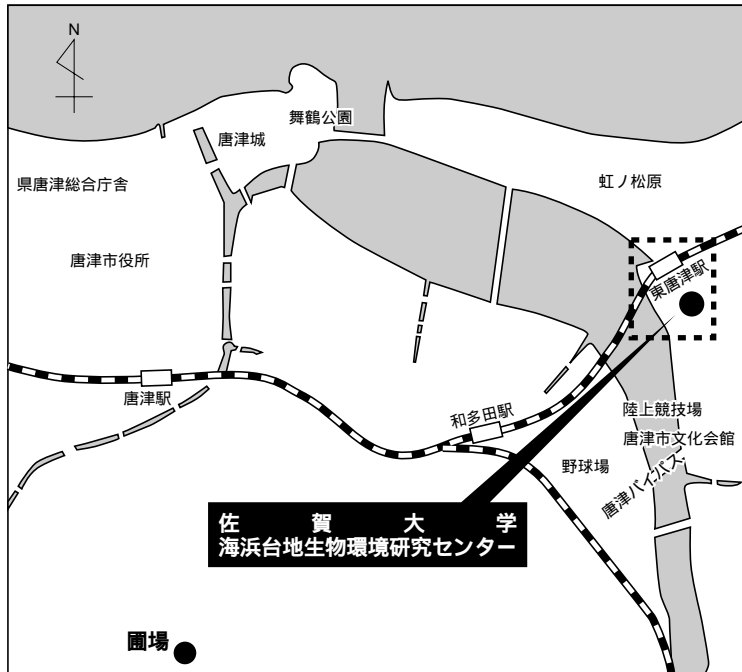 N
舞鶴公園
唐津城
県唐津総合庁舎
虹ノ松原
唐津市役所
東唐津駅
唐津駅
和多田駅
陸上競技場
唐津市文化会館
野球場
唐津バイパス
佐賀大学
海浜台地生物環境研究センター
圃場